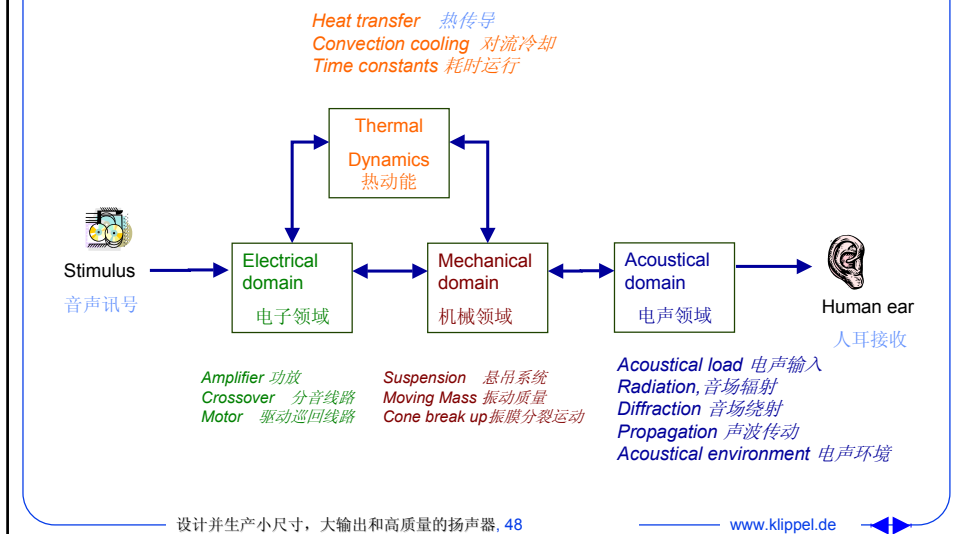 Heat transfer 热传导
Convection cooling 对流冷却
Time constants 耗时运行
Thermal
Dynamics
热动能
Stimulus
音声讯号
Electrical
domain
电子领域
Mechanical
domain
机械领域
Acoustical
domain
电声领域
Human ear
人耳接收
Amplifier 功放
Crossover 分音线路
Motor 驱动巡回线路
Suspension 悬吊系统
Moving Mass 振动质量
Cone break up振膜分裂运动
Acoustical load 电声输入
Radiation,音场辐射
Diffraction 音场绕射
Propagation 声波传动
Acoustical environment 电声环境
设计并生产小尺寸，大输出和高质量的扬声器, 48
www.klippel.de